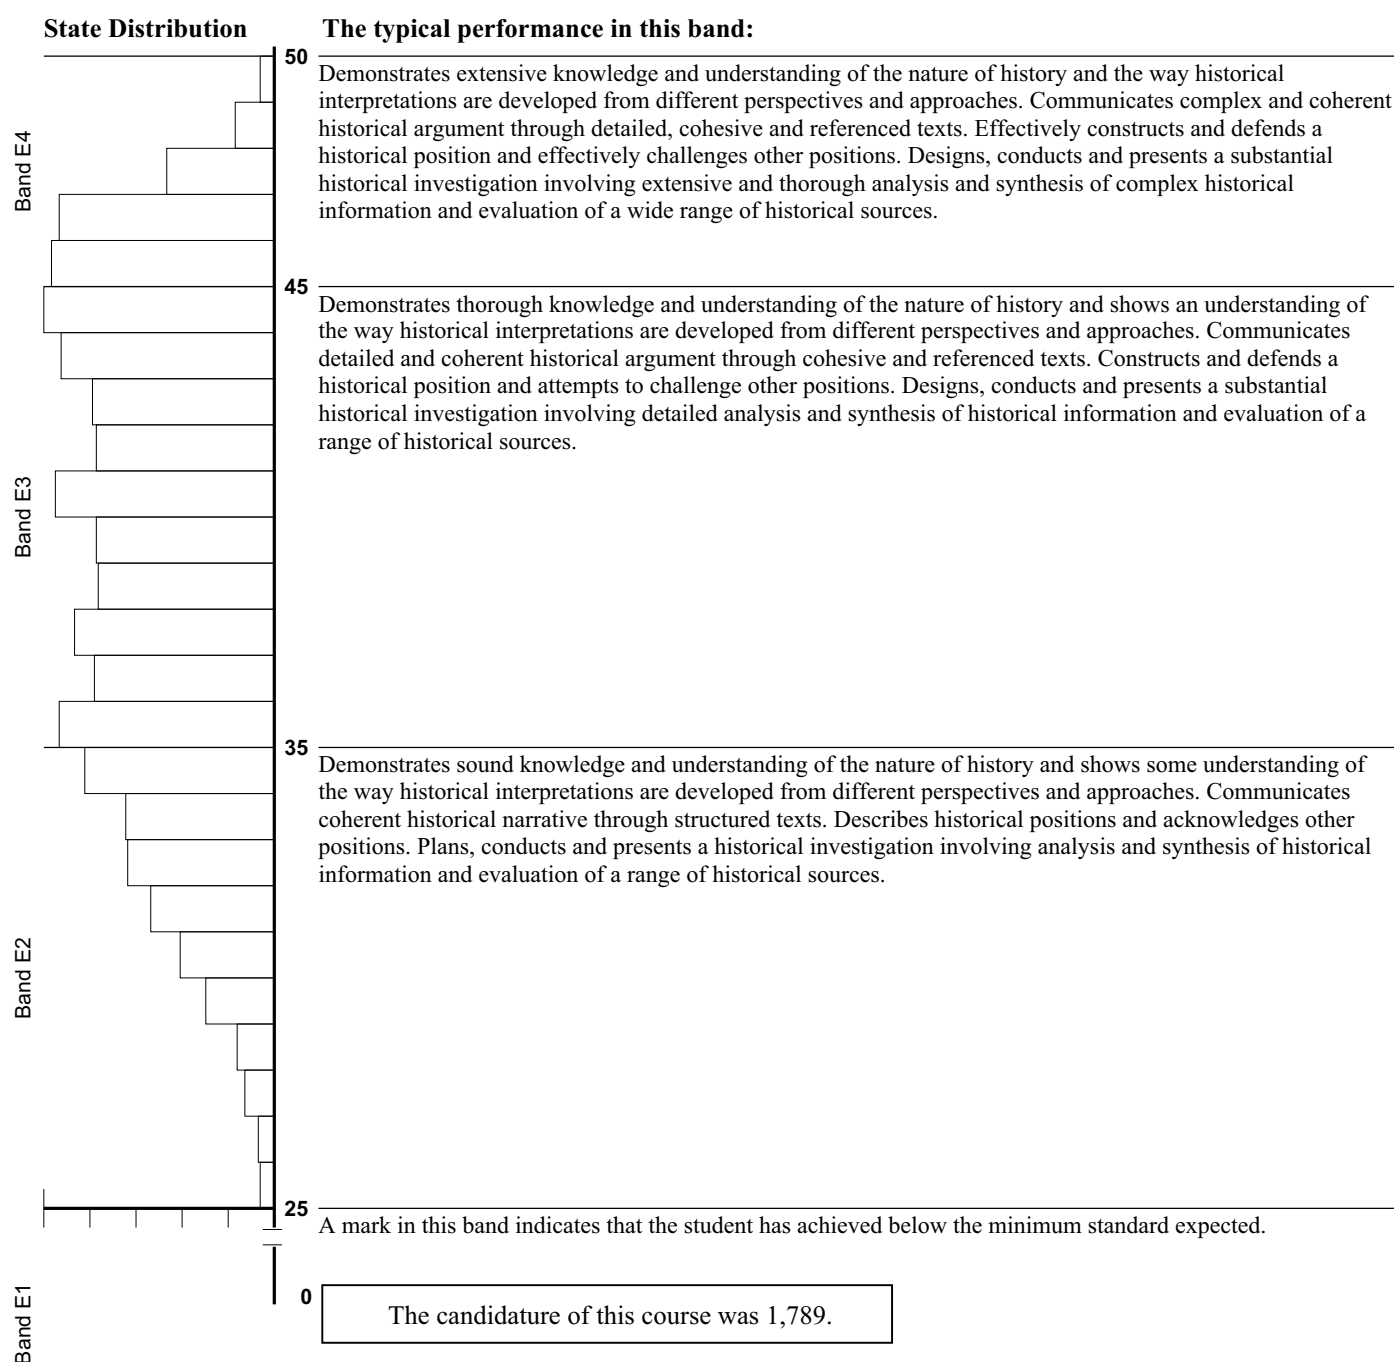 State Distribution
The typical performance in this band:
50
Band E4
Demonstrates extensive knowledge and understanding of the nature of history and the way historical
interpretations are developed from different perspectives and approaches. Communicates complex and coherent
historical argument through detailed, cohesive and referenced texts. Effectively constructs and defends a
historical position and effectively challenges other positions. Designs, conducts and presents a substantial
historical investigation involving extensive and thorough analysis and synthesis of complex historical
information and evaluation of a wide range of historical sources.
45
Band E3
Demonstrates thorough knowledge and understanding of the nature of history and shows an understanding of
the way historical interpretations are developed from different perspectives and approaches. Communicates
detailed and coherent historical argument through cohesive and referenced texts. Constructs and defends a
historical position and attempts to challenge other positions. Designs, conducts and presents a substantial
historical investigation involving detailed analysis and synthesis of historical information and evaluation of a
range of historical sources.
35
Band E2
Demonstrates sound knowledge and understanding of the nature of history and shows some understanding of
the way historical interpretations are developed from different perspectives and approaches. Communicates
coherent historical narrative through structured texts. Describes historical positions and acknowledges other
positions. Plans, conducts and presents a historical investigation involving analysis and synthesis of historical
information and evaluation of a range of historical sources.
25
A mark in this band indicates that the student has achieved below the minimum standard expected.
Band E1
0
The candidature of this course was 1,789.